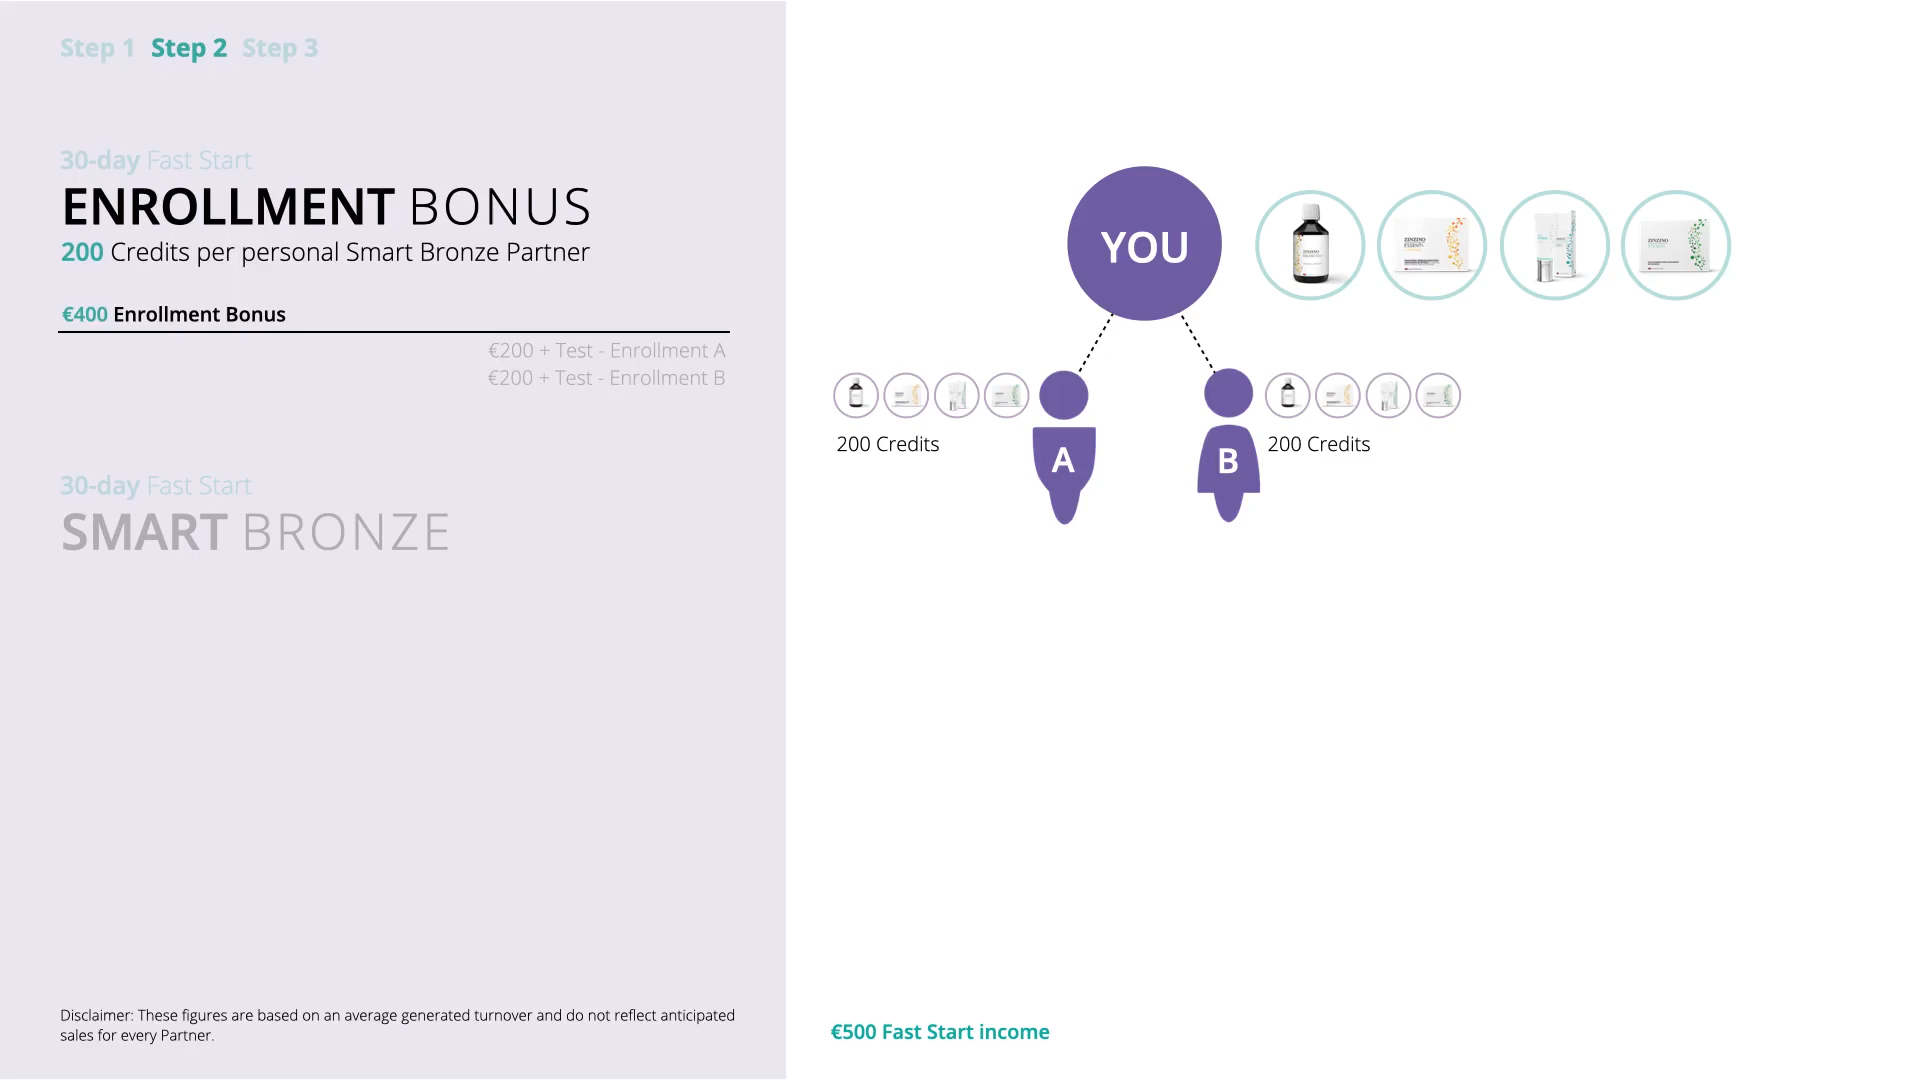 Step 1 Step 2 Step 3
30-day Fast Start
ENROLLMENT BONUS
200 Credits per personal Smart Bronze Partner
€400 Enrollment Bonus
€200 + Test - Enrollment A
€200 + Test - Enrollment B
30-day Fast Start
SMART BRONZE
Disclaimer: These figures are based on an average generated turnover and do not reflect anticipated
sales for every Partner.
YOU
ZINZINO
ZINZINO
ZINZINO
A
B
200 Credits
200 Credits
€500 Fast Start income